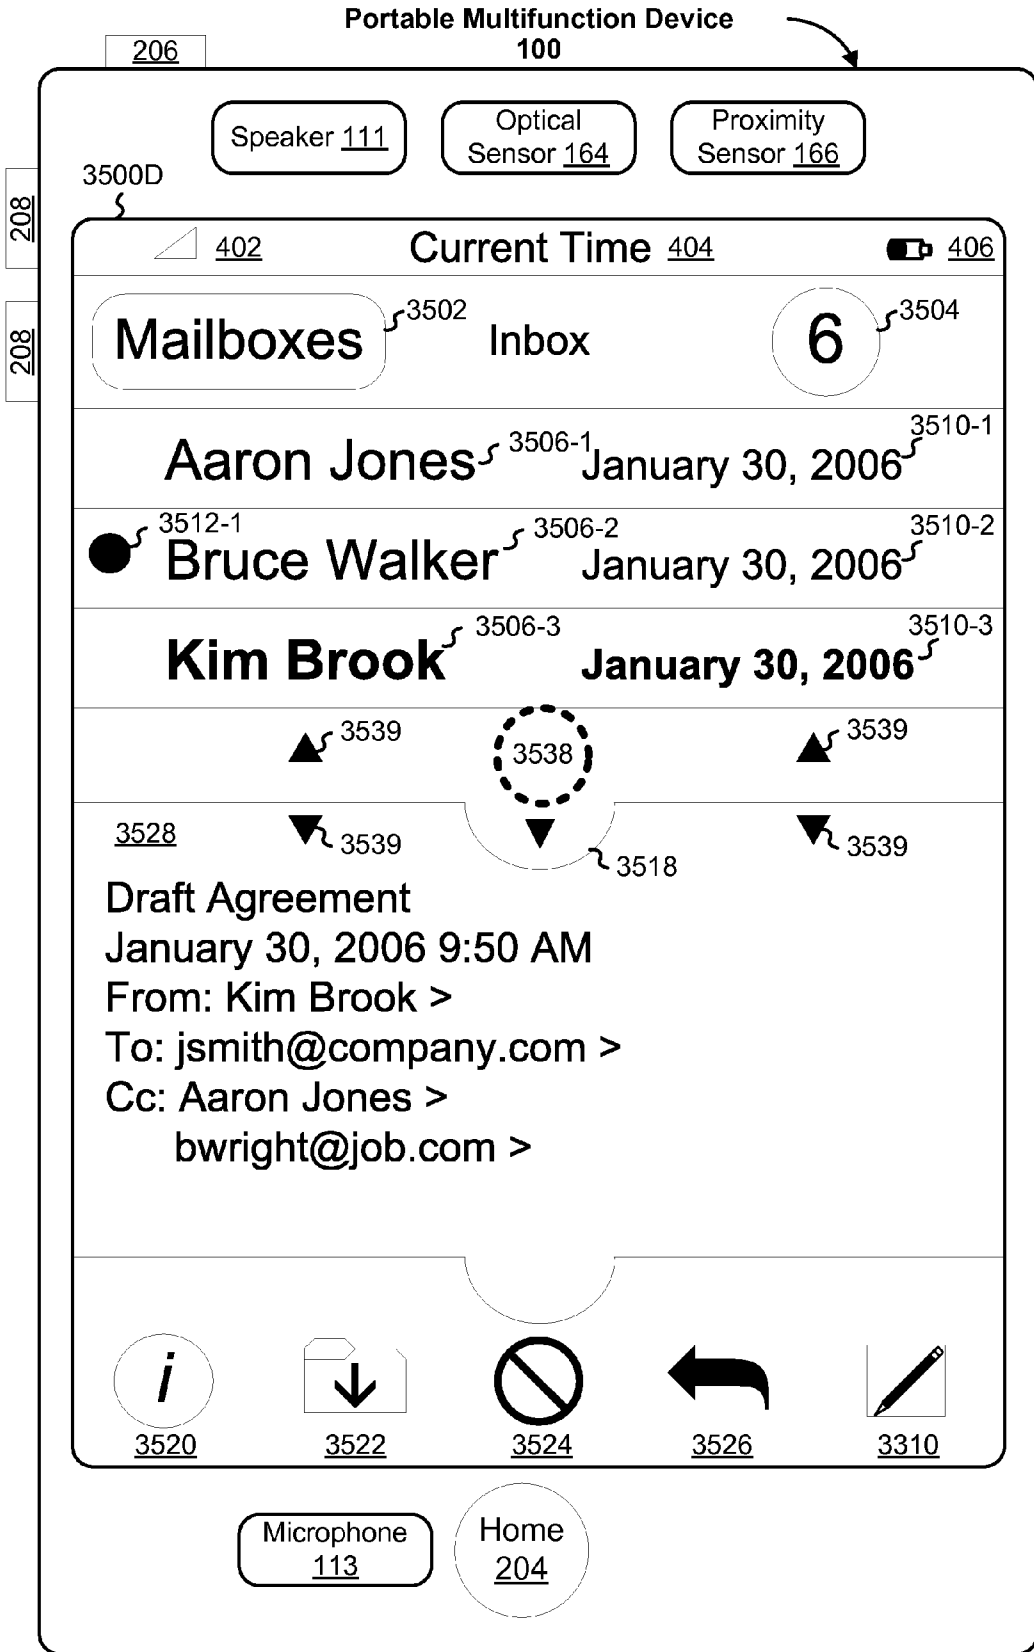 Portable Multifunction Device
100
206
Speaker 111
Optical
Sensor 164
Proximity
Sensor 166
3500D
208
402
Current Time 404
406
208
Mailboxes
3502
Inbox
6
3504
Aaron Jones
3506-1
January 30, 2006
3510-1
3512-1
Bruce Walker
3506-2
January 30, 2006
3510-2
Kim Brook
3506-3
January 30, 2006
3510-3
3539
3538
3539
3528
3539
3518
3539
Draft Agreement
January 30, 2006 9:50 AM
From: Kim Brook >
To: jsmith@company.com >
Cc: Aaron Jones >
bwright@job.com >
i
3520
3522
3524
3526
3310
Microphone
113
Home
204